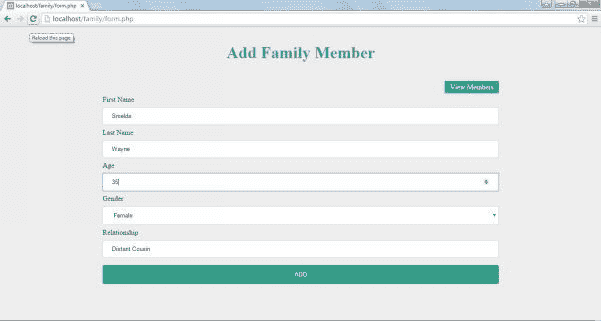 localhost/family/form.php
localhost/family/form.php
Reload this page
Add Family Member
View Members
First Name
Smelda
Last Name
Wayne
Age
35
Gender
Female
Relationship
Distant Cousin
ADD